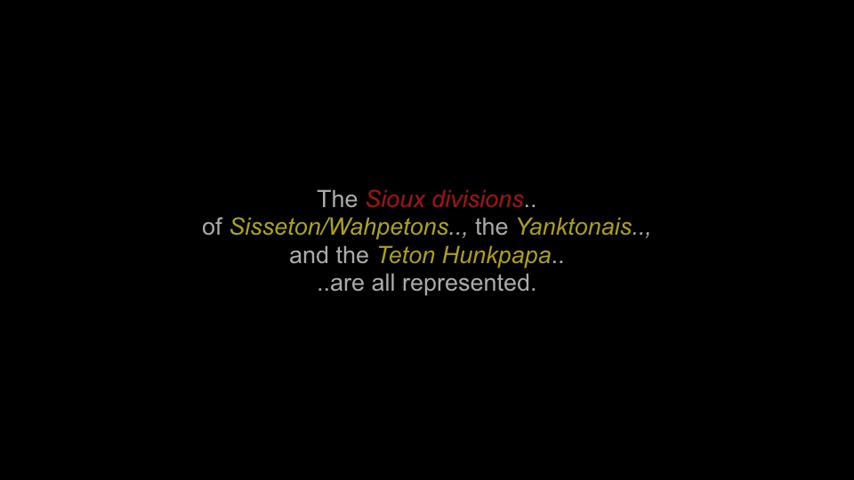 The Sioux divisions..
of Sisseton/Wahpetons.., the Yanktonais..,
and the Teton Hunkpapa..
..are all represented.